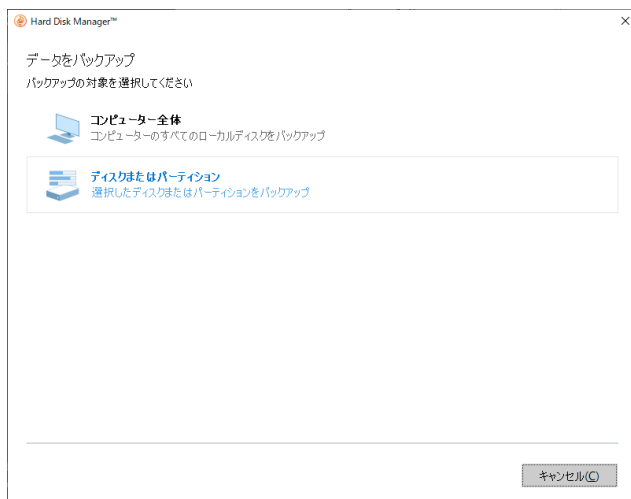 Hard Disk Manager™
データをバックアップ
バックアップの対象を選択してください
コンピューター全体
コンピューターのすべてのローカルディスクをバックアップ
ディスクまたはパーティション
選択したディスクまたはパーティションをバックアップ
キャンセル(C)